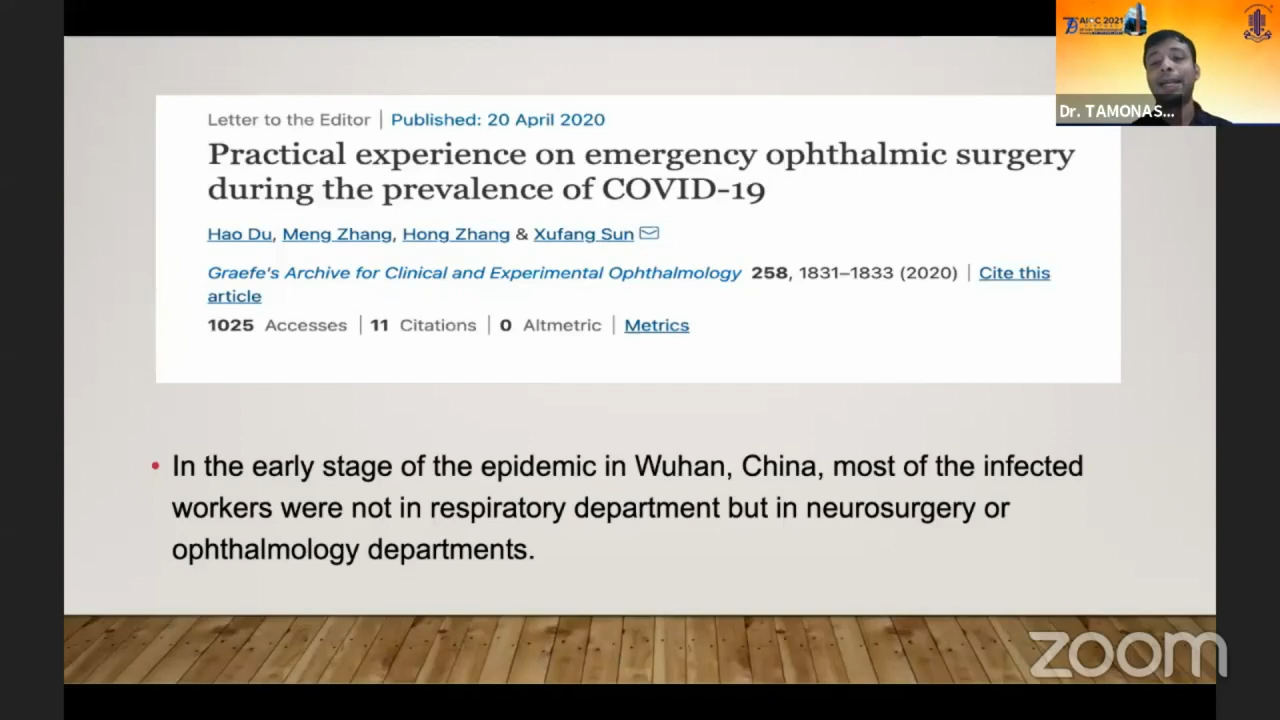 Letter to the Editor | Published: 20 April 2020
Practical experience on emergency ophthalmic surgery
during the prevalence of COVID-19
Hao Du, Meng Zhang, Hong Zhang & Xufang Sun
Graefe's Archive for Clinical and Experimental Ophthalmology 258, 1831–1833 (2020) | Cite this
article
1025 Accesses | 11 Citations | 0 Altmetric | Metrics
• In the early stage of the epidemic in Wuhan, China, most of the infected
workers were not in respiratory department but in neurosurgery or
ophthalmology departments.
AIOC 2021
Dr. TAMONAS...
zoom